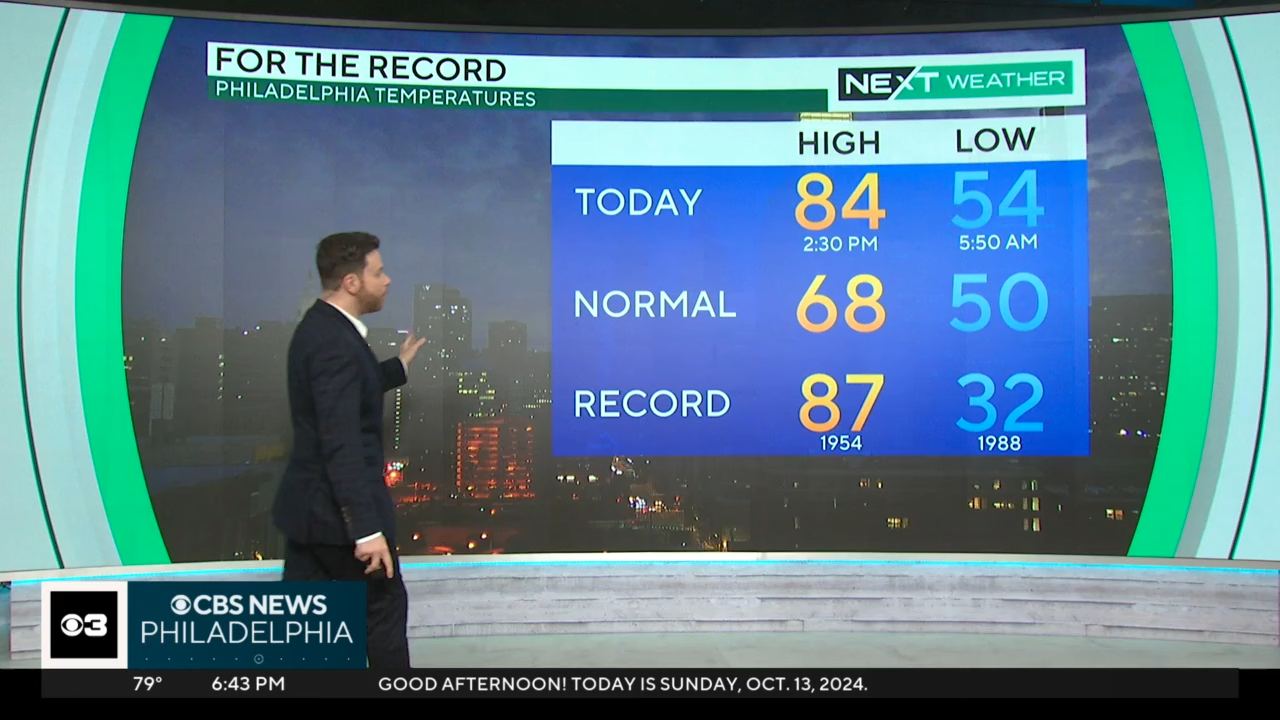 FOR THE RECORD
PHILADELPHIA TEMPERATURES
NEXT WEATHER
HIGH LOW
TODAY 84 54
2:30 PM 5:50 AM
NORMAL 68 50
RECORD 87 32
1954 1988
3
CBS NEWS
PHILADELPHIA
79° 6:43 PM GOOD AFTERNOON! TODAY IS SUNDAY, OCT. 13, 2024.